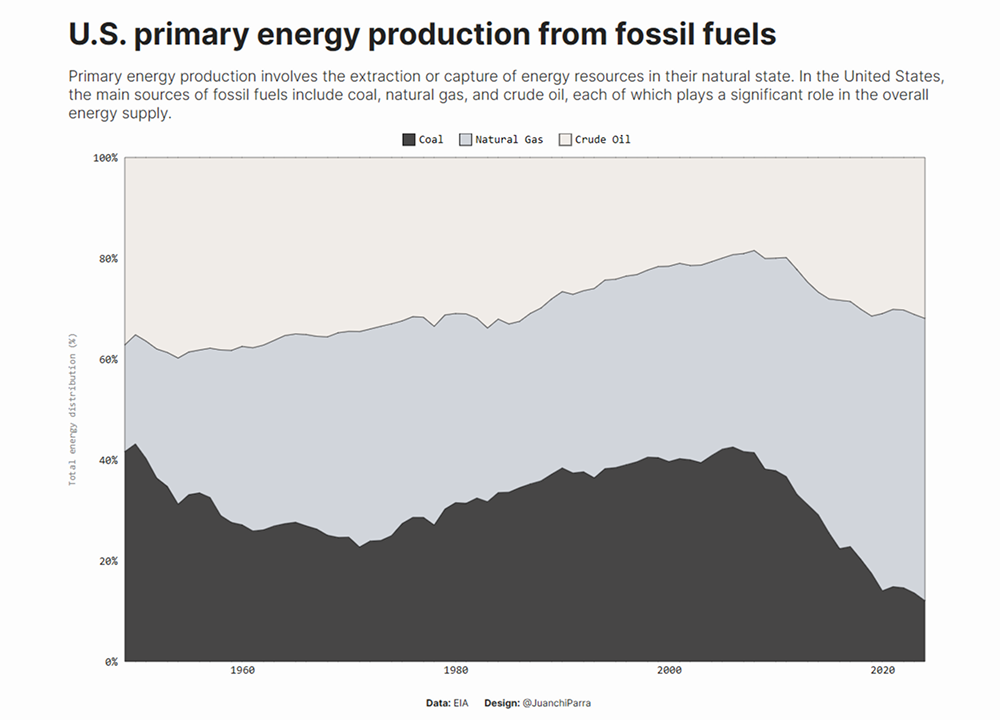 U.S. primary energy production from fossil fuels
Primary energy production involves the extraction or capture of energy resources in their natural state. In the United States,
the main sources of fossil fuels include coal, natural gas, and crude oil, each of which plays a significant role in the overall
energy supply.
Coal Natural Gas Crude Oil
100%
80%
60%
40%
20%
0%
Total energy distribution (%)
1960 1980 2000 2020
Data: EIA Design: @JuanchiParra